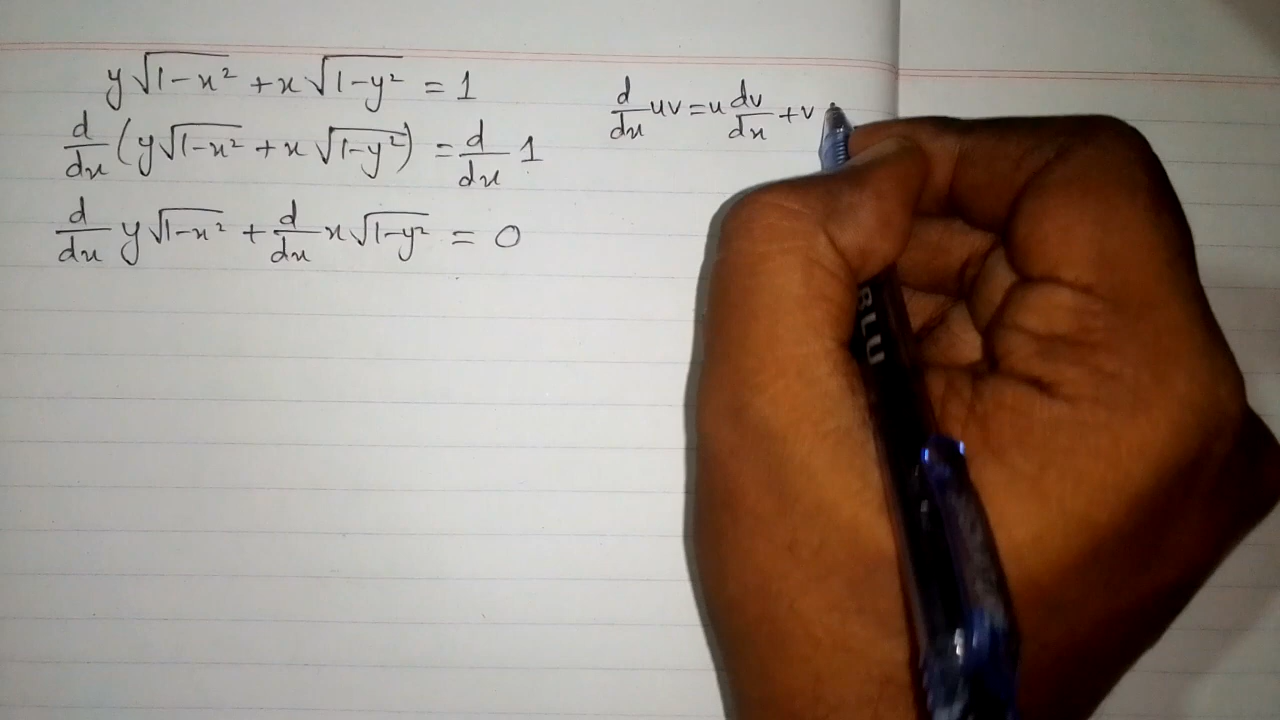 y√(1-x²) + x√(1-y²) = 1
d/dx (y√(1-x²) + x√(1-y²)) = d/dx 1
d/dx y√(1-x²) + d/dx x√(1-y²) = 0
d/dx uv = u dv/dx + v
BLU